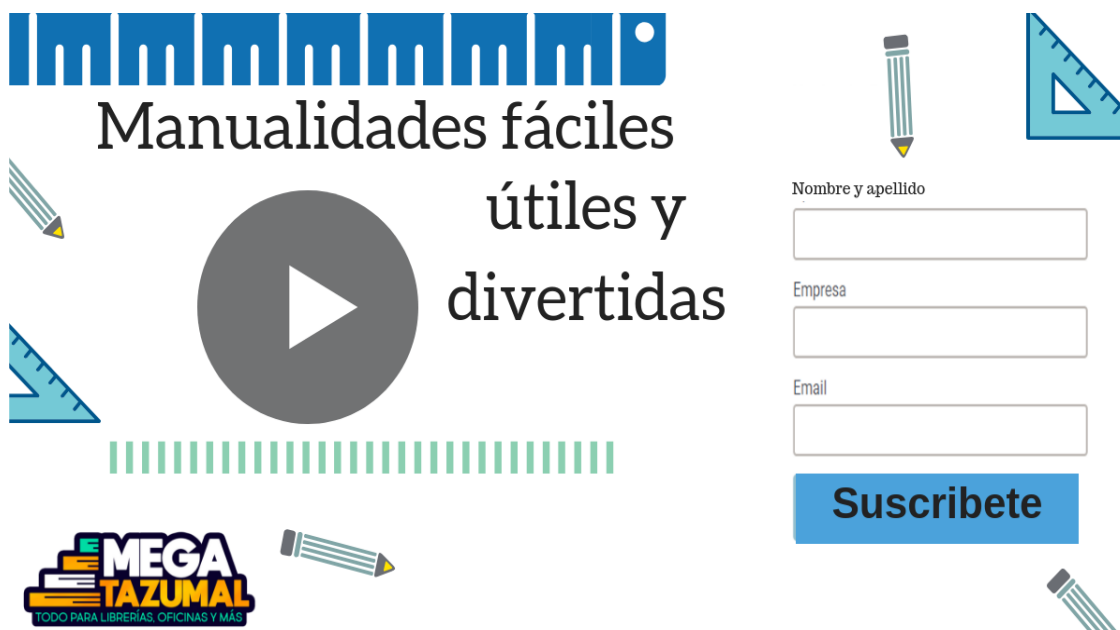 Manualidades fáciles
útiles y
divertidas
Nombre y apellido
Empresa
Email
Suscribete
MEGA
TAZUMAL
TODO PARA LIBRERÍAS, OFICINAS Y MÁS